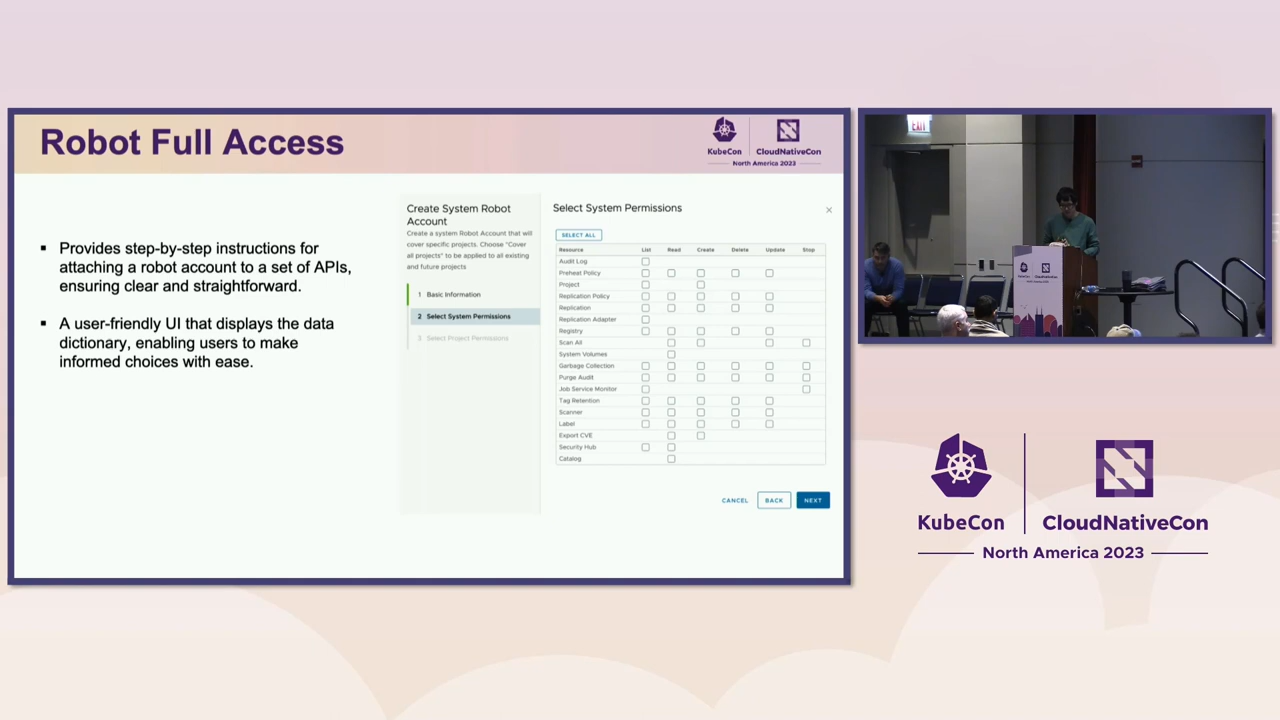 Robot Full Access
KubeCon
CloudNativeCon
North America 2023
▪ Provides step-by-step instructions for
attaching a robot account to a set of APIs,
ensuring clear and straightforward.
▪ A user-friendly UI that displays the data
dictionary, enabling users to make
informed choices with ease.
Create System Robot
Account
Create a system Robot Account that will
cover specific projects. Choose "Cover
all projects" to be applied to all existing
and future projects
1 Basic Information
2 Select System Permissions
3 Select Project Permissions
Select System Permissions
×
SELECT ALL
Resource List Read Create Delete Update Stop
Audit Log
Preheat Policy
Project
Replication Policy
Replication
Replication Adapter
Registry
Scan All
System Volumes
Garbage Collection
Purge Audit
Job Service Monitor
Tag Retention
Scanner
Label
Export CVE
Security Hub
Catalog
CANCEL BACK NEXT
EXIT
KubeCon
CloudNativeCon
North America 2023